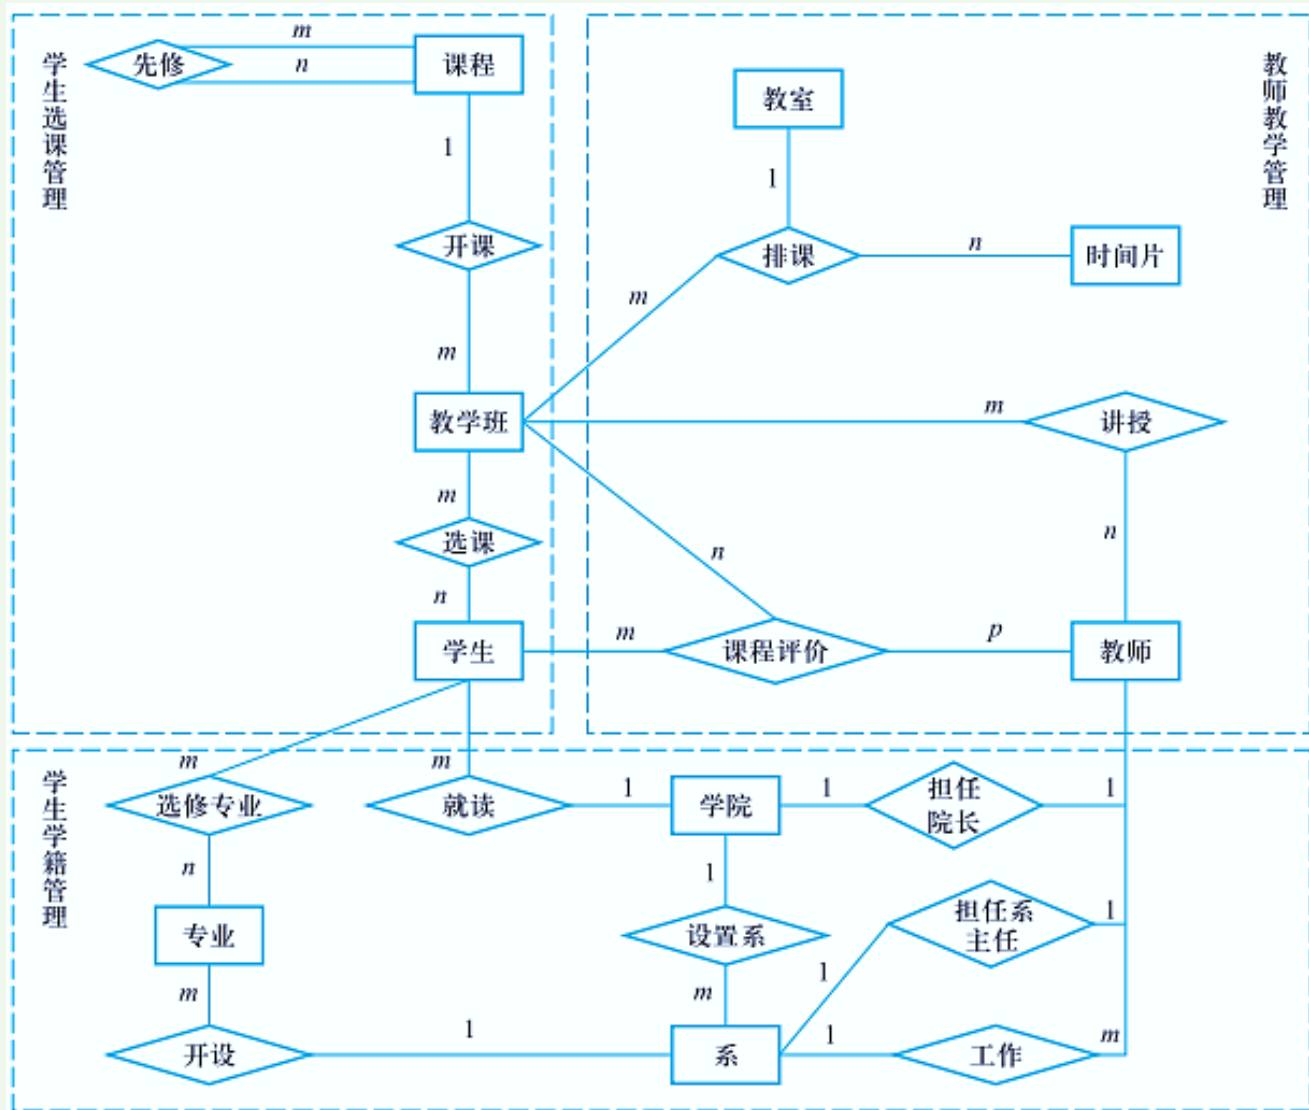 学生选课管理
先修
m
n
课程
1
开课
m
教学班
m
选课
n
学生
教师教学管理
教室
1
排课
n
时间片
m
m
讲授
n
n
m
课程评价
p
教师
学生学籍管理
m
选修专业
n
专业
m
开设
1
m
就读
1
学院
1
担任
院长
1
1
设置系
m
系
1
担任系
主任
1
1
工作
m